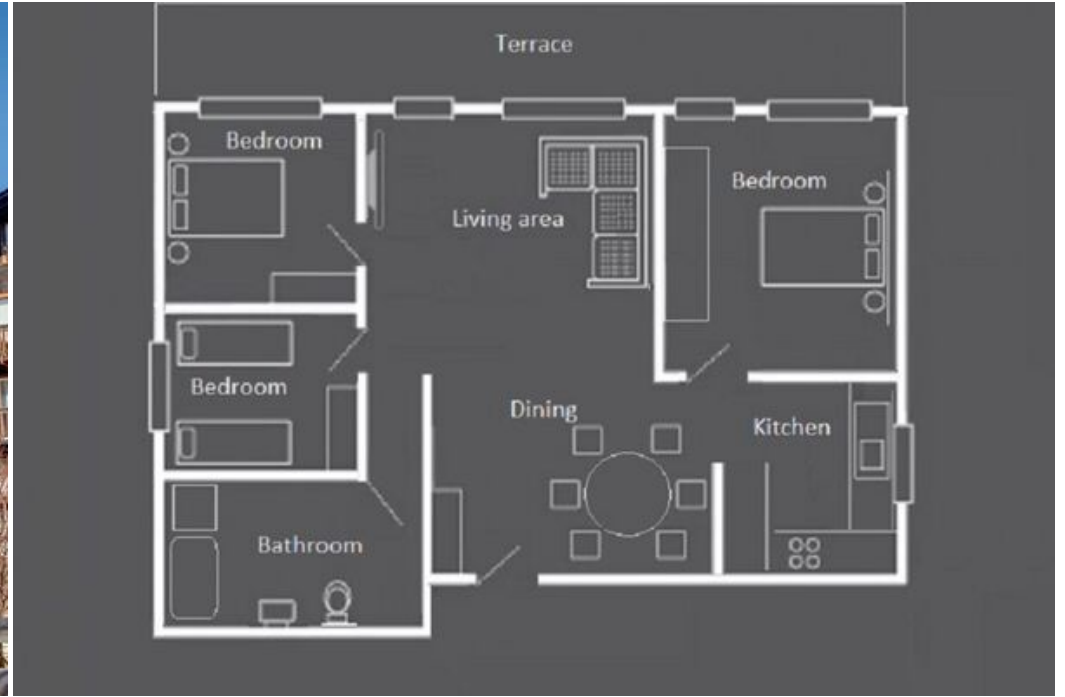 Terrace
Bedroom
Bedroom
Living area
Bedroom
Dining
Kitchen
Bathroom